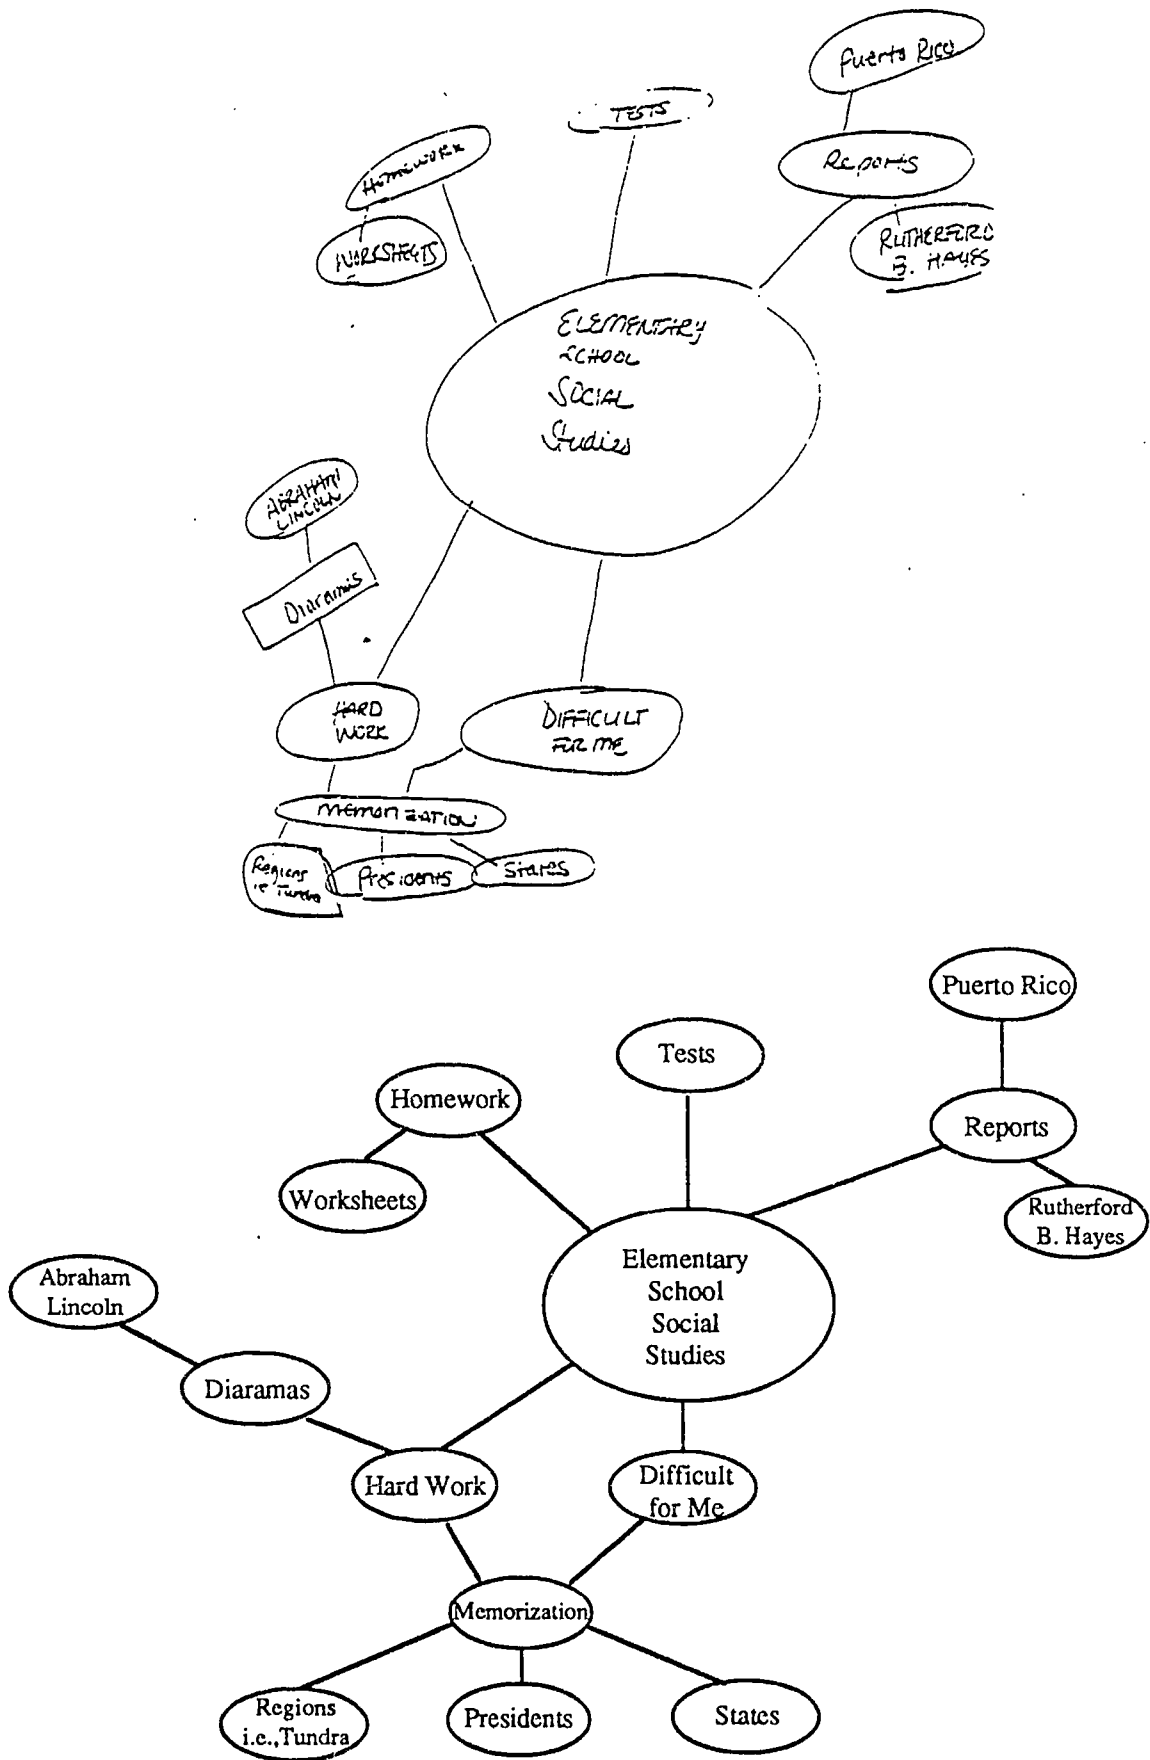 Puerto Rico
TESTS
HOMEWORK
Reports
WORKSHEETS
RUTHERFORD
B. HAYES
ELEMENTARY
SCHOOL
SOCIAL
Studies
ABRAHAM
LINCOLN
Diaramas
HARD
WORK
DIFFICULT
FOR ME
MEMORIZATION
Regions
ie Tundra
Presidents
States
Puerto Rico
Tests
Homework
Reports
Worksheets
Rutherford
B. Hayes
Elementary
School
Social
Studies
Abraham
Lincoln
Diaramas
Hard Work
Difficult
for Me
Memorization
Regions
i.e., Tundra
Presidents
States